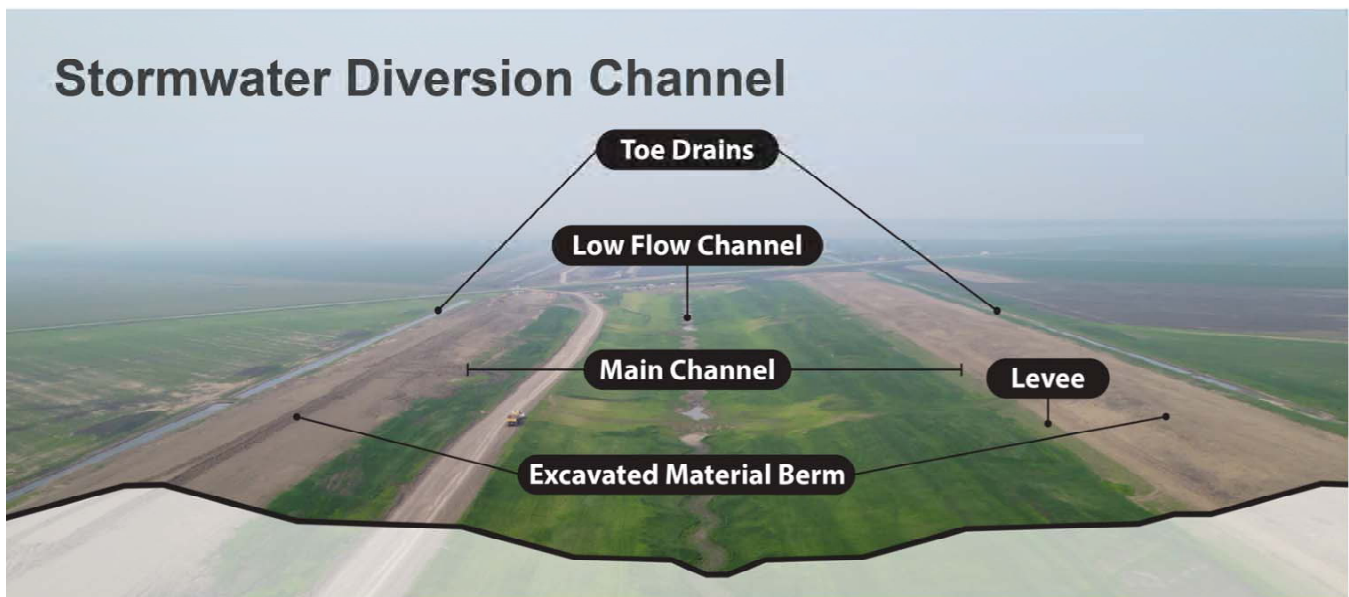 Stormwater Diversion Channel
Toe Drains
Low Flow Channel
Main Channel
Levee
Excavated Material Berm